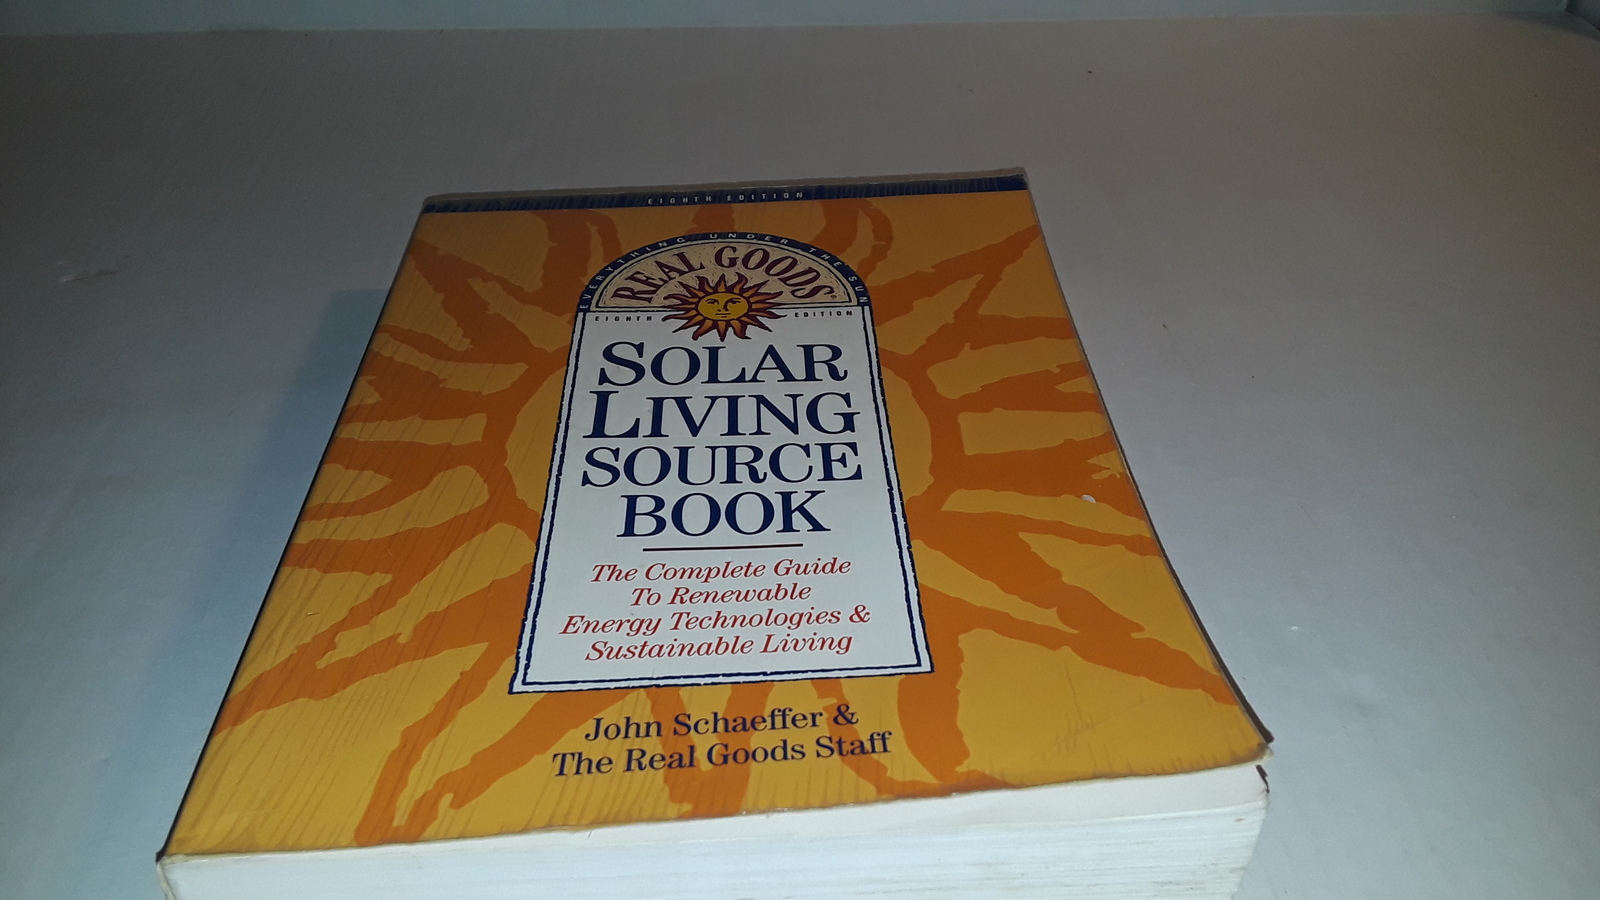 EIGHTH EDITION
EVERYTHING UNDER THE SUN
REAL GOODS®
EIGHTH EDITION
SOLAR
LIVING
SOURCE
BOOK
The Complete Guide
To Renewable
Energy Technologies &
Sustainable Living
John Schaeffer &
The Real Goods Staff